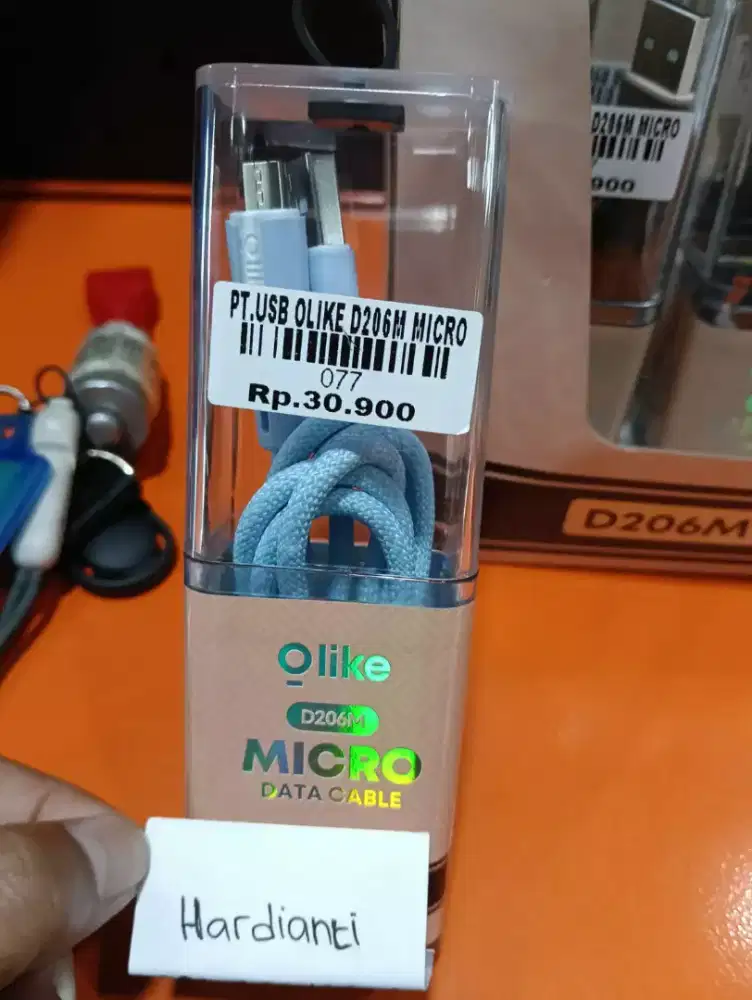 D206M MICRO
900
PT.USB OLIKE D206M MICRO
077
Rp.30.900
D206M
Olike
D206M
MICRO
DATA CABLE
Hardianti